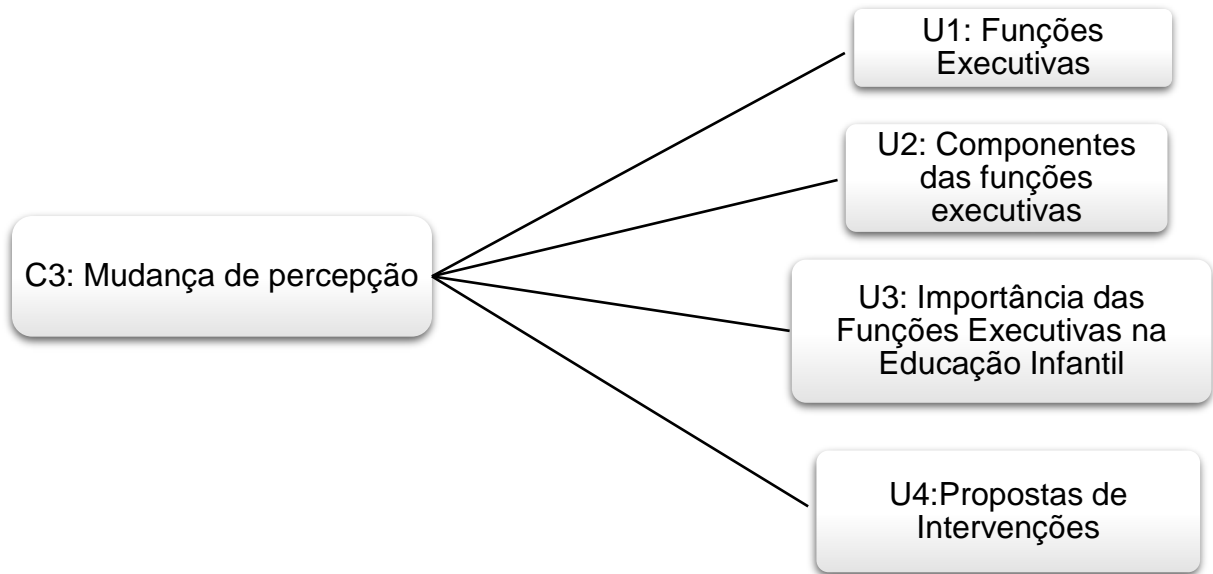 U1: Funções
Executivas
U2: Componentes
das funções
executivas
C3: Mudança de percepção
U3: Importância das
Funções Executivas na
Educação Infantil
U4:Propostas de
Intervenções